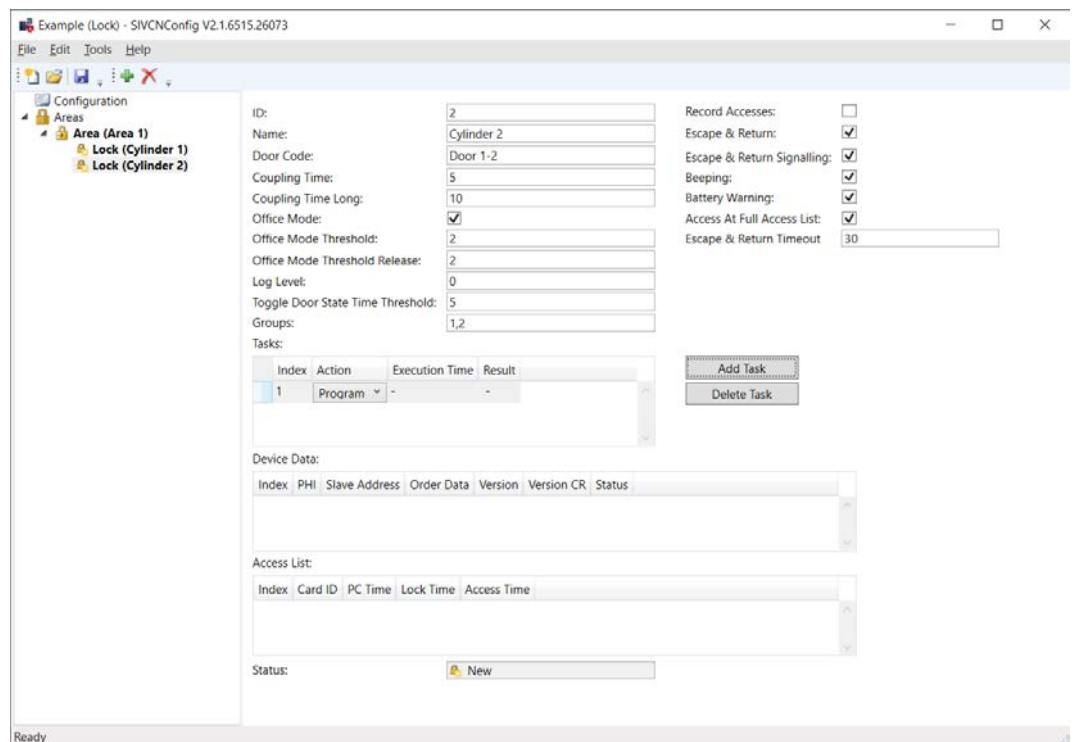 Example (Lock) - SIVCNConfig V2.1.6515.26073
File Edit Tools Help
Configuration
Areas
Area (Area 1)
Lock (Cylinder 1)
Lock (Cylinder 2)
ID: 2
Name: Cylinder 2
Door Code: Door 1-2
Coupling Time: 5
Coupling Time Long: 10
Office Mode:
Office Mode Threshold: 2
Office Mode Threshold Release: 2
Log Level: 0
Toggle Door State Time Threshold: 5
Groups: 1,2
Record Accesses:
Escape & Return:
Escape & Return Signalling:
Beeping:
Battery Warning:
Access At Full Access List:
Escape & Return Timeout 30
Tasks:
Index Action Execution Time Result
1 Program - -
Add Task
Delete Task
Device Data:
Index PHI Slave Address Order Data Version Version CR Status
Access List:
Index Card ID PC Time Lock Time Access Time
Status: New
Ready